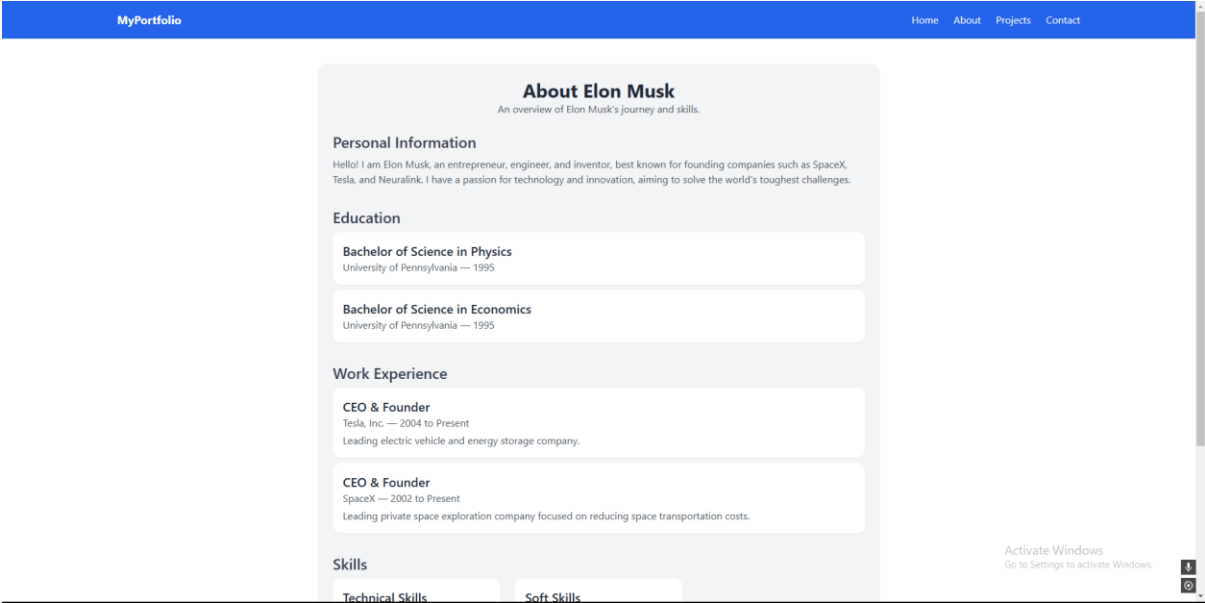 MyPortfolio
Home About Projects Contact
About Elon Musk
An overview of Elon Musk's journey and skills.
Personal Information
Hello! I am Elon Musk, an entrepreneur, engineer, and inventor, best known for founding companies such as SpaceX,
Tesla, and Neuralink. I have a passion for technology and innovation, aiming to solve the world's toughest challenges.
Education
Bachelor of Science in Physics
University of Pennsylvania — 1995
Bachelor of Science in Economics
University of Pennsylvania — 1995
Work Experience
CEO & Founder
Tesla, Inc. — 2004 to Present
Leading electric vehicle and energy storage company.
CEO & Founder
SpaceX — 2002 to Present
Leading private space exploration company focused on reducing space transportation costs.
Skills
Technical Skills
Soft Skills
Activate Windows
Go to Settings to activate Windows.